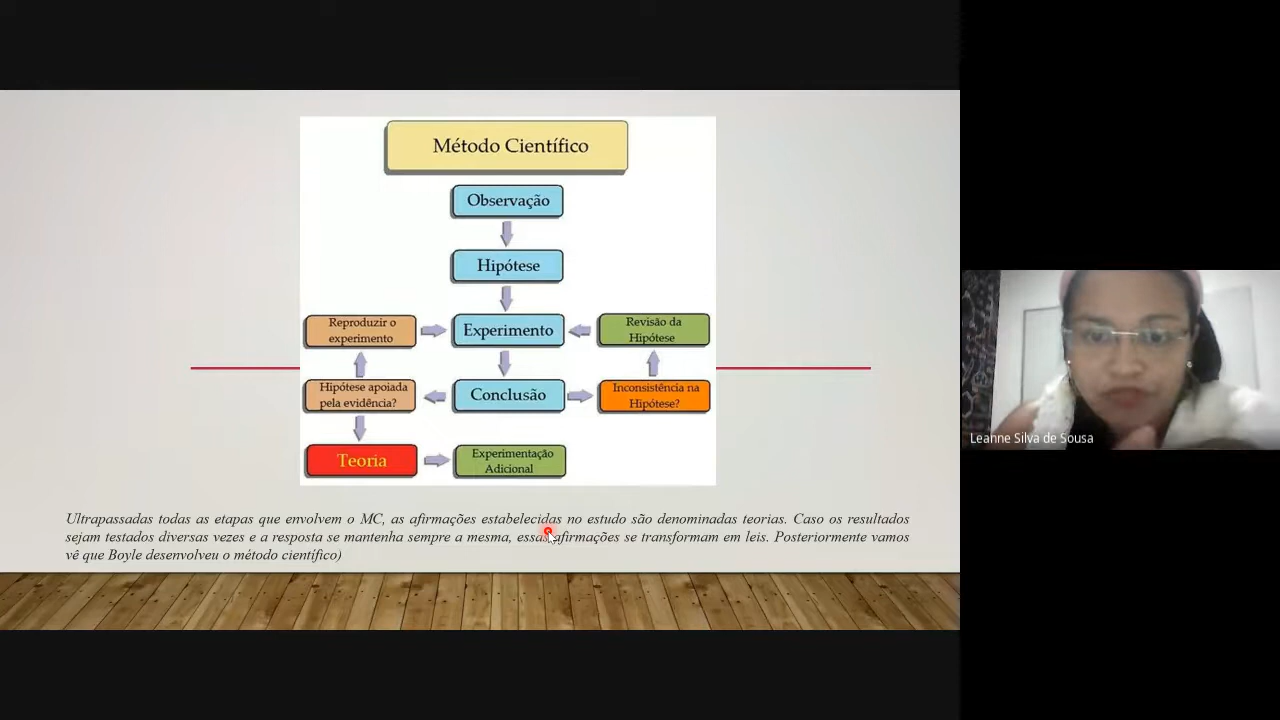 Método Científico
Observação
Hipótese
Reproduzir o
experimento
Experimento
Revisão da
Hipótese
Hipótese apoiada
pela evidência?
Conclusão
Inconsistência na
Hipótese?
Teoria
Experimentação
Adicional
Ultrapassadas todas as etapas que envolvem o MC, as afirmações estabelecidas no estudo são denominadas teorias. Caso os resultados
sejam testados diversas vezes e a resposta se mantenha sempre a mesma, essas afirmações se transformam em leis. Posteriormente vamos
vê que Boyle desenvolveu o método científico)
Leanne Silva de Sousa